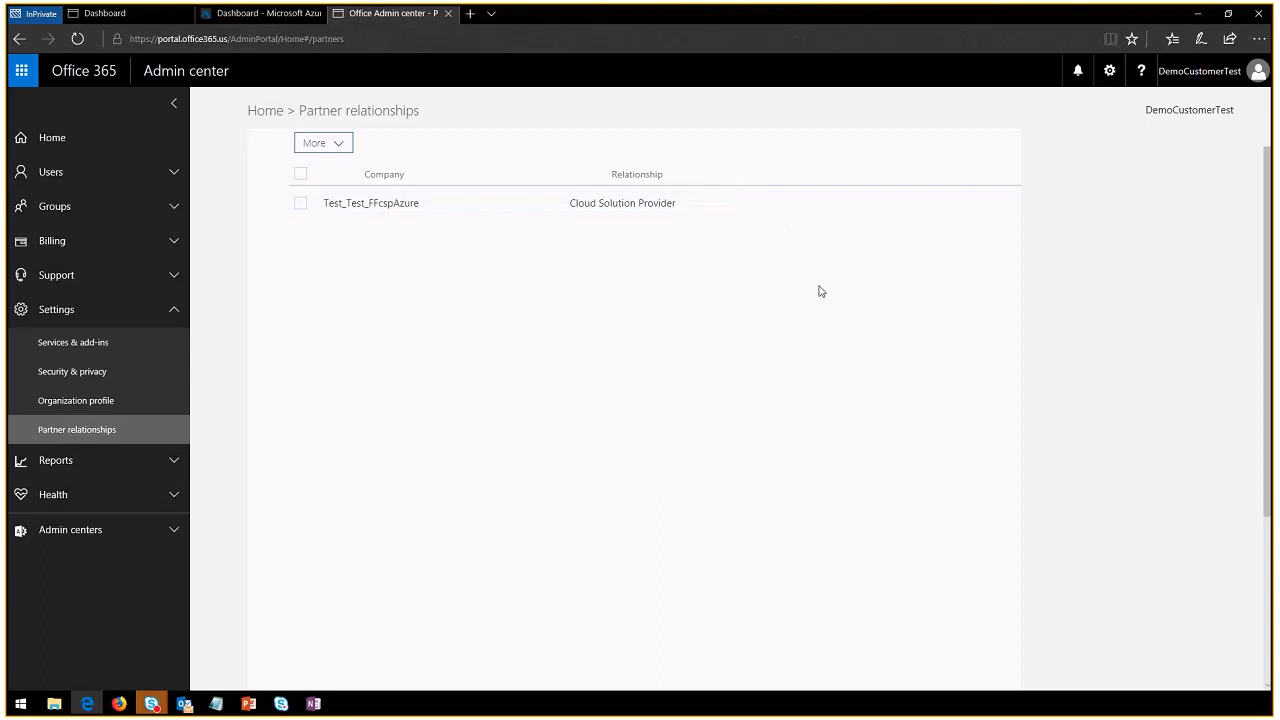 InPrivate
Dashboard
Dashboard - Microsoft Azu
Office Admin center - P
https://portal.office365.us/AdminPortal/Home#/partners
Office 365
Admin center
DemoCustomerTest
Home > Partner relationships
DemoCustomerTest
More
Company
Relationship
Test_Test_FFcspAzure
Cloud Solution Provider
Home
Users
Groups
Billing
Support
Settings
Services & add-ins
Security & privacy
Organization profile
Partner relationships
Reports
Health
Admin centers